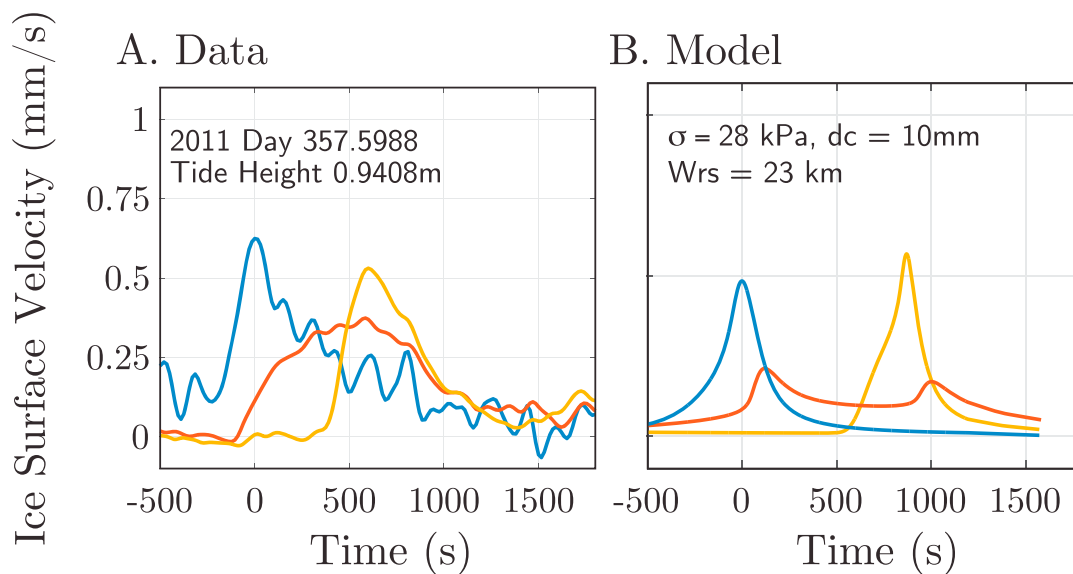 Ice Surface Velocity (mm/s)
A. Data
B. Model
1
0.75
0.5
0.25
0
2011 Day 357.5988
Tide Height 0.9408m
σ = 28 kPa, dc = 10mm
Wrs = 23 km
-500 0 500 1000 1500
-500 0 500 1000 1500
Time (s)
Time (s)